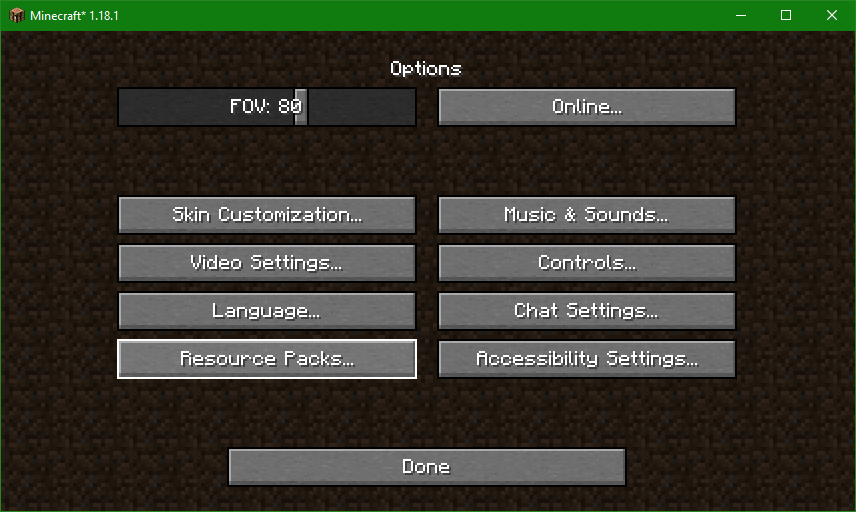 Minecraft* 1.18.1
Options
FOV: 80
Online...
Skin Customization...
Music & Sounds...
Video Settings...
Controls...
Language...
Chat Settings...
Resource Packs...
Accessibility Settings...
Done